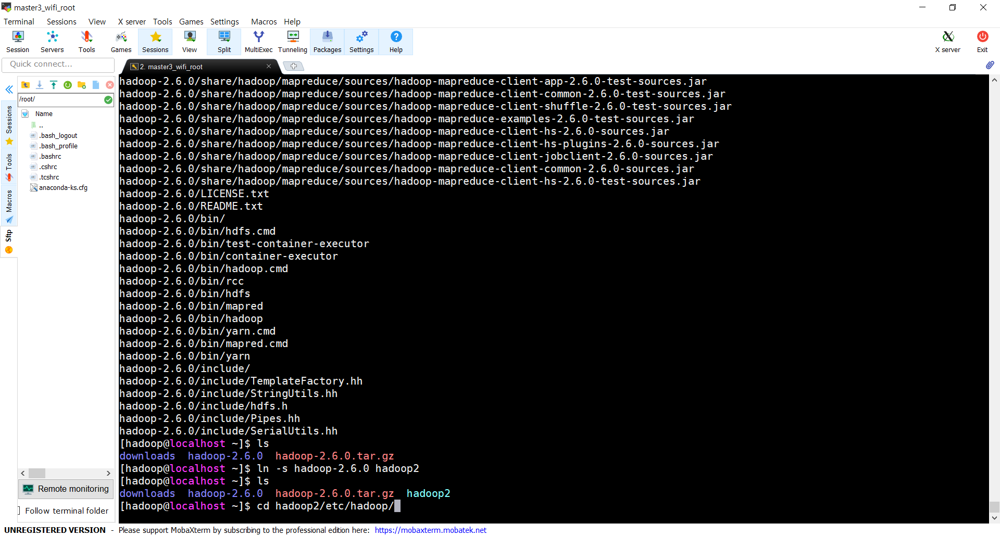 master3_wifi_root
Terminal Sessions View X server Tools Games Settings Macros Help
Session Servers Tools Games Sessions View Split MultiExec Tunneling Packages Settings Help X server Exit
Quick connect...
2. master3_wifi_root
/root/
Name
..
.bash_logout
.bash_profile
.bashrc
.cshrc
.tcshrc
anaconda-ks.cfg
Sessions
Tools
Macros
Sftp
Remote monitoring
Follow terminal folder
hadoop-2.6.0/share/hadoop/mapreduce/sources/hadoop-mapreduce-client-app-2.6.0-test-sources.jar
hadoop-2.6.0/share/hadoop/mapreduce/sources/hadoop-mapreduce-client-common-2.6.0-test-sources.jar
hadoop-2.6.0/share/hadoop/mapreduce/sources/hadoop-mapreduce-client-shuffle-2.6.0-test-sources.jar
hadoop-2.6.0/share/hadoop/mapreduce/sources/hadoop-mapreduce-examples-2.6.0-test-sources.jar
hadoop-2.6.0/share/hadoop/mapreduce/sources/hadoop-mapreduce-client-hs-2.6.0-sources.jar
hadoop-2.6.0/share/hadoop/mapreduce/sources/hadoop-mapreduce-client-hs-plugins-2.6.0-sources.jar
hadoop-2.6.0/share/hadoop/mapreduce/sources/hadoop-mapreduce-client-jobclient-2.6.0-sources.jar
hadoop-2.6.0/share/hadoop/mapreduce/sources/hadoop-mapreduce-client-common-2.6.0-sources.jar
hadoop-2.6.0/share/hadoop/mapreduce/sources/hadoop-mapreduce-client-hs-2.6.0-test-sources.jar
hadoop-2.6.0/LICENSE.txt
hadoop-2.6.0/README.txt
hadoop-2.6.0/bin/
hadoop-2.6.0/bin/hdfs.cmd
hadoop-2.6.0/bin/test-container-executor
hadoop-2.6.0/bin/container-executor
hadoop-2.6.0/bin/hadoop.cmd
hadoop-2.6.0/bin/rcc
hadoop-2.6.0/bin/hdfs
hadoop-2.6.0/bin/mapred
hadoop-2.6.0/bin/hadoop
hadoop-2.6.0/bin/yarn.cmd
hadoop-2.6.0/bin/mapred.cmd
hadoop-2.6.0/bin/yarn
hadoop-2.6.0/include/
hadoop-2.6.0/include/TemplateFactory.hh
hadoop-2.6.0/include/StringUtils.hh
hadoop-2.6.0/include/hdfs.h
hadoop-2.6.0/include/Pipes.hh
hadoop-2.6.0/include/SerialUtils.hh
[hadoop@localhost ~]$ ls
downloads hadoop-2.6.0 hadoop-2.6.0.tar.gz
[hadoop@localhost ~]$ ln -s hadoop-2.6.0 hadoop2
[hadoop@localhost ~]$ ls
downloads hadoop-2.6.0 hadoop-2.6.0.tar.gz hadoop2
[hadoop@localhost ~]$ cd hadoop2/etc/hadoop/
UNREGISTERED VERSION - Please support MobaXterm by subscribing to the professional edition here: https://mobaxterm.mobatek.net